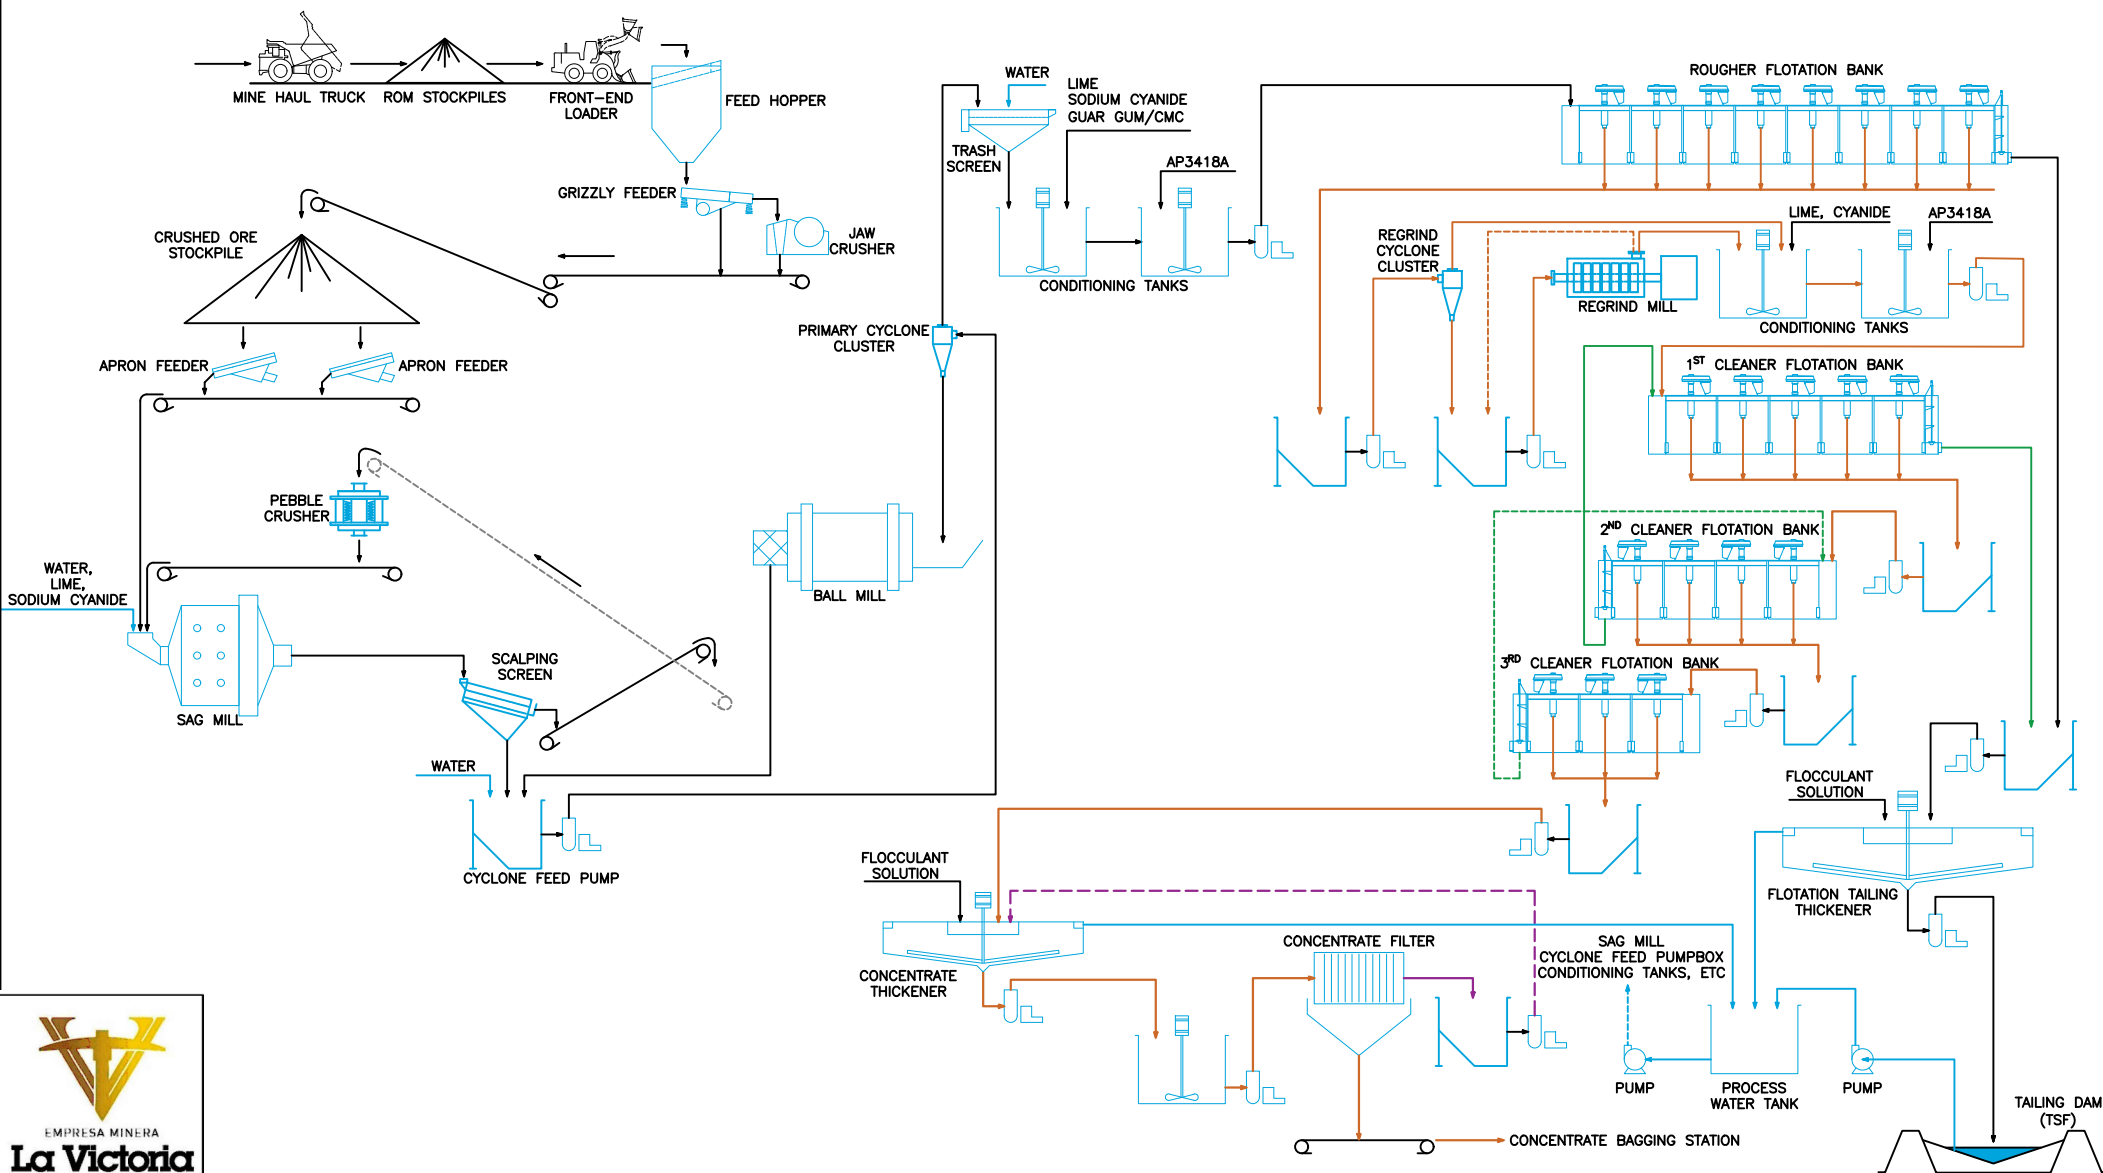 MINE HAUL TRUCK
ROM STOCKPILES
FRONT-END
LOADER
FEED HOPPER
GRIZZLY FEEDER
JAW
CRUSHER
CRUSHED ORE
STOCKPILE
APRON FEEDER
APRON FEEDER
PEBBLE
CRUSHER
WATER,
LIME,
SODIUM CYANIDE
SAG MILL
SCALPING
SCREEN
WATER
CYCLONE FEED PUMP
BALL MILL
PRIMARY CYCLONE
CLUSTER
WATER
TRASH
SCREEN
LIME
SODIUM CYANIDE
GUAR GUM/CMC
AP3418A
CONDITIONING TANKS
ROUGHER FLOTATION BANK
REGRIND
CYCLONE
CLUSTER
REGRIND MILL
LIME, CYANIDE
AP3418A
CONDITIONING TANKS
1ST CLEANER FLOTATION BANK
2ND CLEANER FLOTATION BANK
3RD CLEANER FLOTATION BANK
FLOCCULANT
SOLUTION
FLOTATION TAILING
THICKENER
FLOCCULANT
SOLUTION
CONCENTRATE
THICKENER
CONCENTRATE FILTER
SAG MILL
CYCLONE FEED PUMPBOX
CONDITIONING TANKS, ETC
PUMP
PROCESS
WATER TANK
PUMP
TAILING DAM
(TSF)
CONCENTRATE BAGGING STATION
EMPRESA MINERA
La Victoria